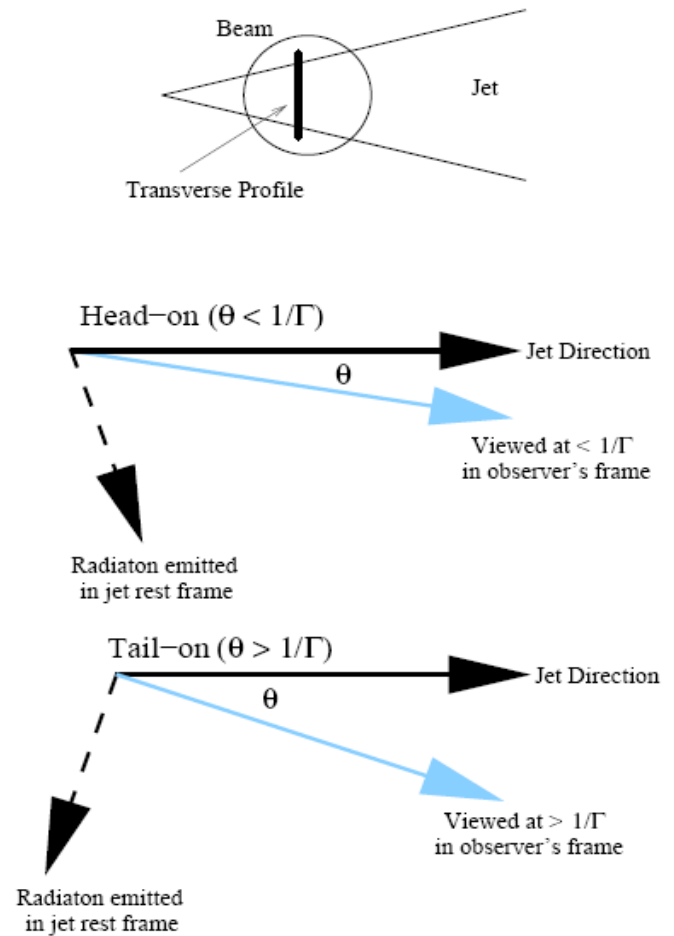 Beam
Jet
Transverse Profile
Head−on (θ < 1/Γ)
Jet Direction
θ
Viewed at < 1/Γ
in observer's frame
Radiaton emitted
in jet rest frame
Tail−on (θ > 1/Γ)
Jet Direction
θ
Viewed at > 1/Γ
in observer's frame
Radiaton emitted
in jet rest frame